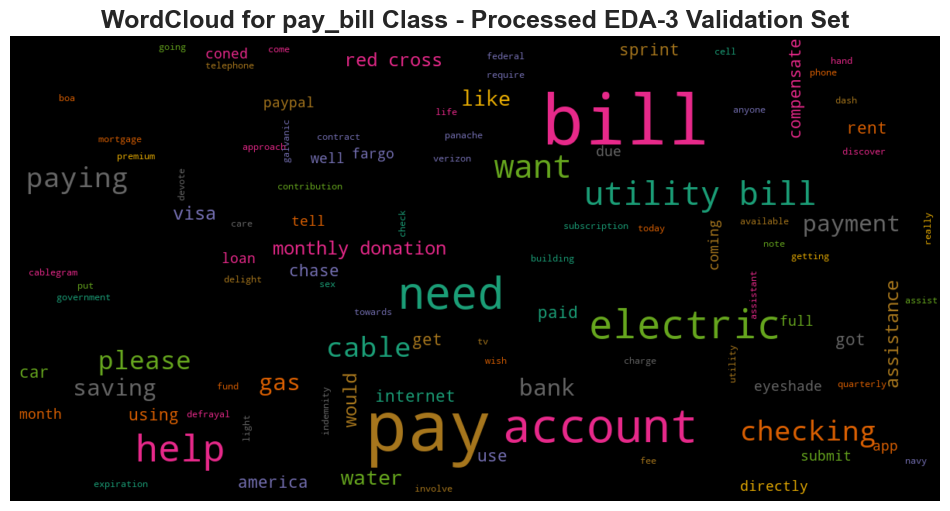 WordCloud for pay_bill Class - Processed EDA-3 Validation Set
going
coned
telephone
come
red cross
federal
require
sprint
cell
compensate
hand
phone
boa
paypal
like
life
bill
anyone
dash
mortgage
premium
approach
galvanic
contract
well
fargo
panache
verizon
due
rent
discover
paying
devote
contribution
want
utility bill
visa
care
tell
check
subscription
today
available
payment
really
coming
note
getting
loan
monthly donation
building
cablegram
put
government
delight
chase
sex
need
towards
paid
electric
assistant
full
assistance
assist
please
cable
get
tv
wish
charge
utility
got
car
saving
fund
gas
would
internet
bank
eyeshade
quarterly
month
using
defrayal
light
indemnity
pay
account
checking
app
help
use
fee
submit
navy
expiration
america
water
involve
directly